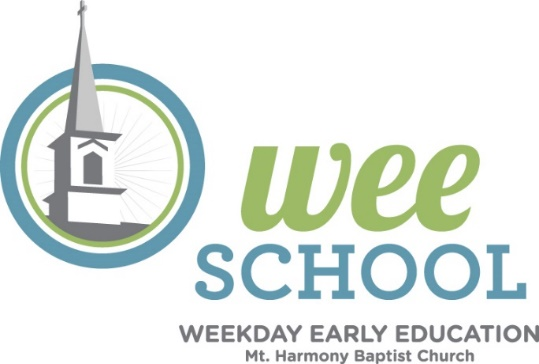 wee
SCHOOL
WEEKDAY EARLY EDUCATION
Mt. Harmony Baptist Church